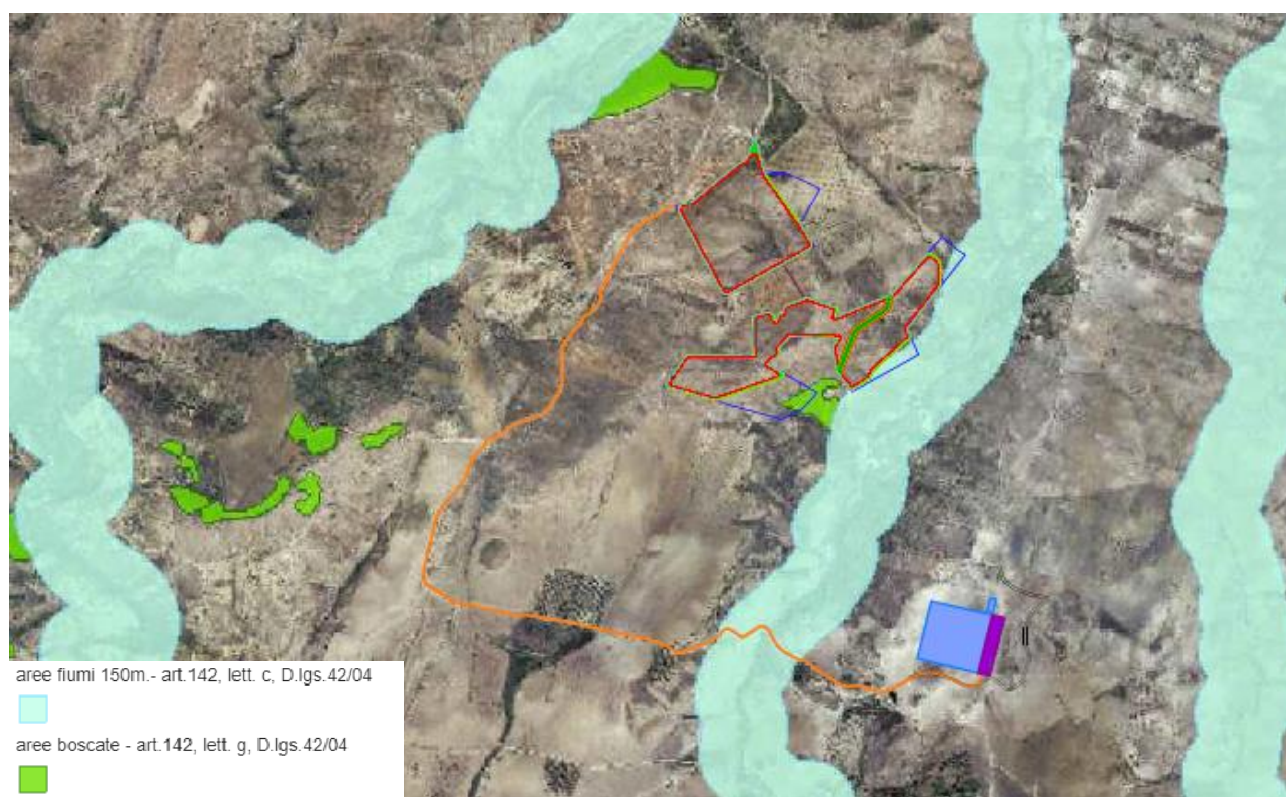 aree fiumi 150m.- art.142, lett. c, D.lgs.42/04
aree boscate - art.142, lett. g, D.lgs.42/04